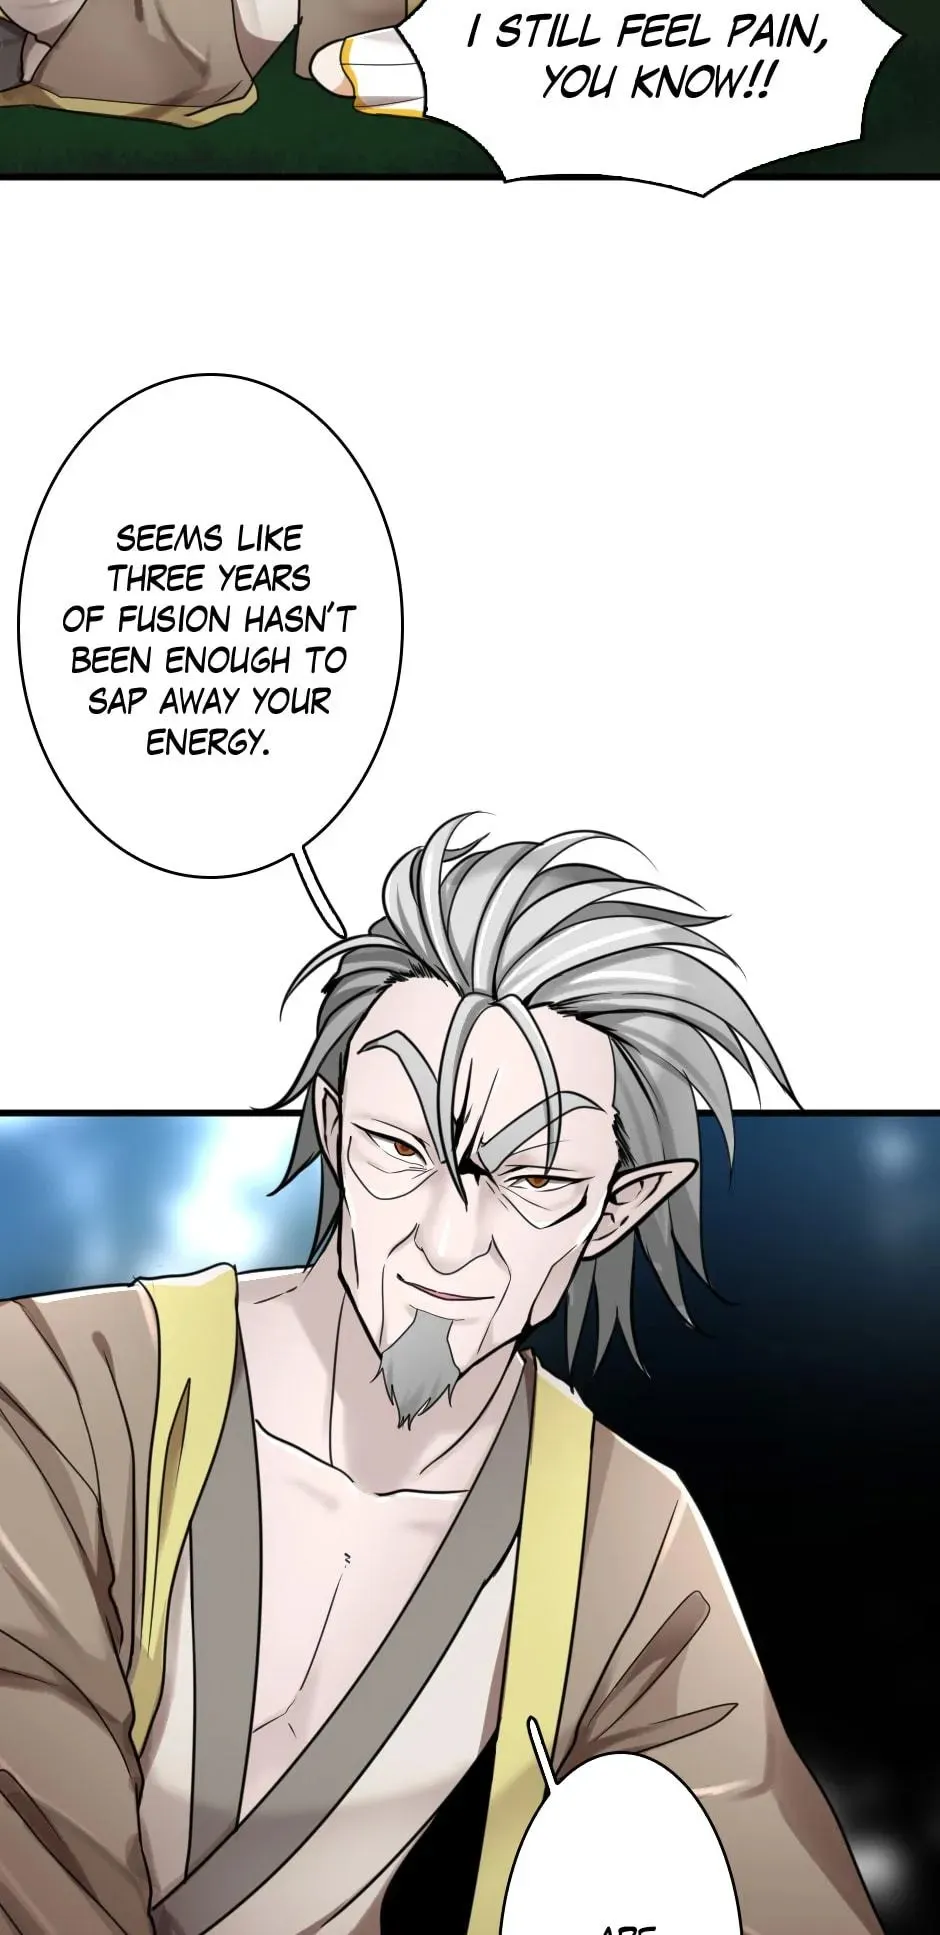 I STILL FEEL PAIN,
YOU KNOW!!
SEEMS LIKE
THREE YEARS
OF FUSION HASN'T
BEEN ENOUGH TO
SAP AWAY YOUR
ENERGY.
ARE